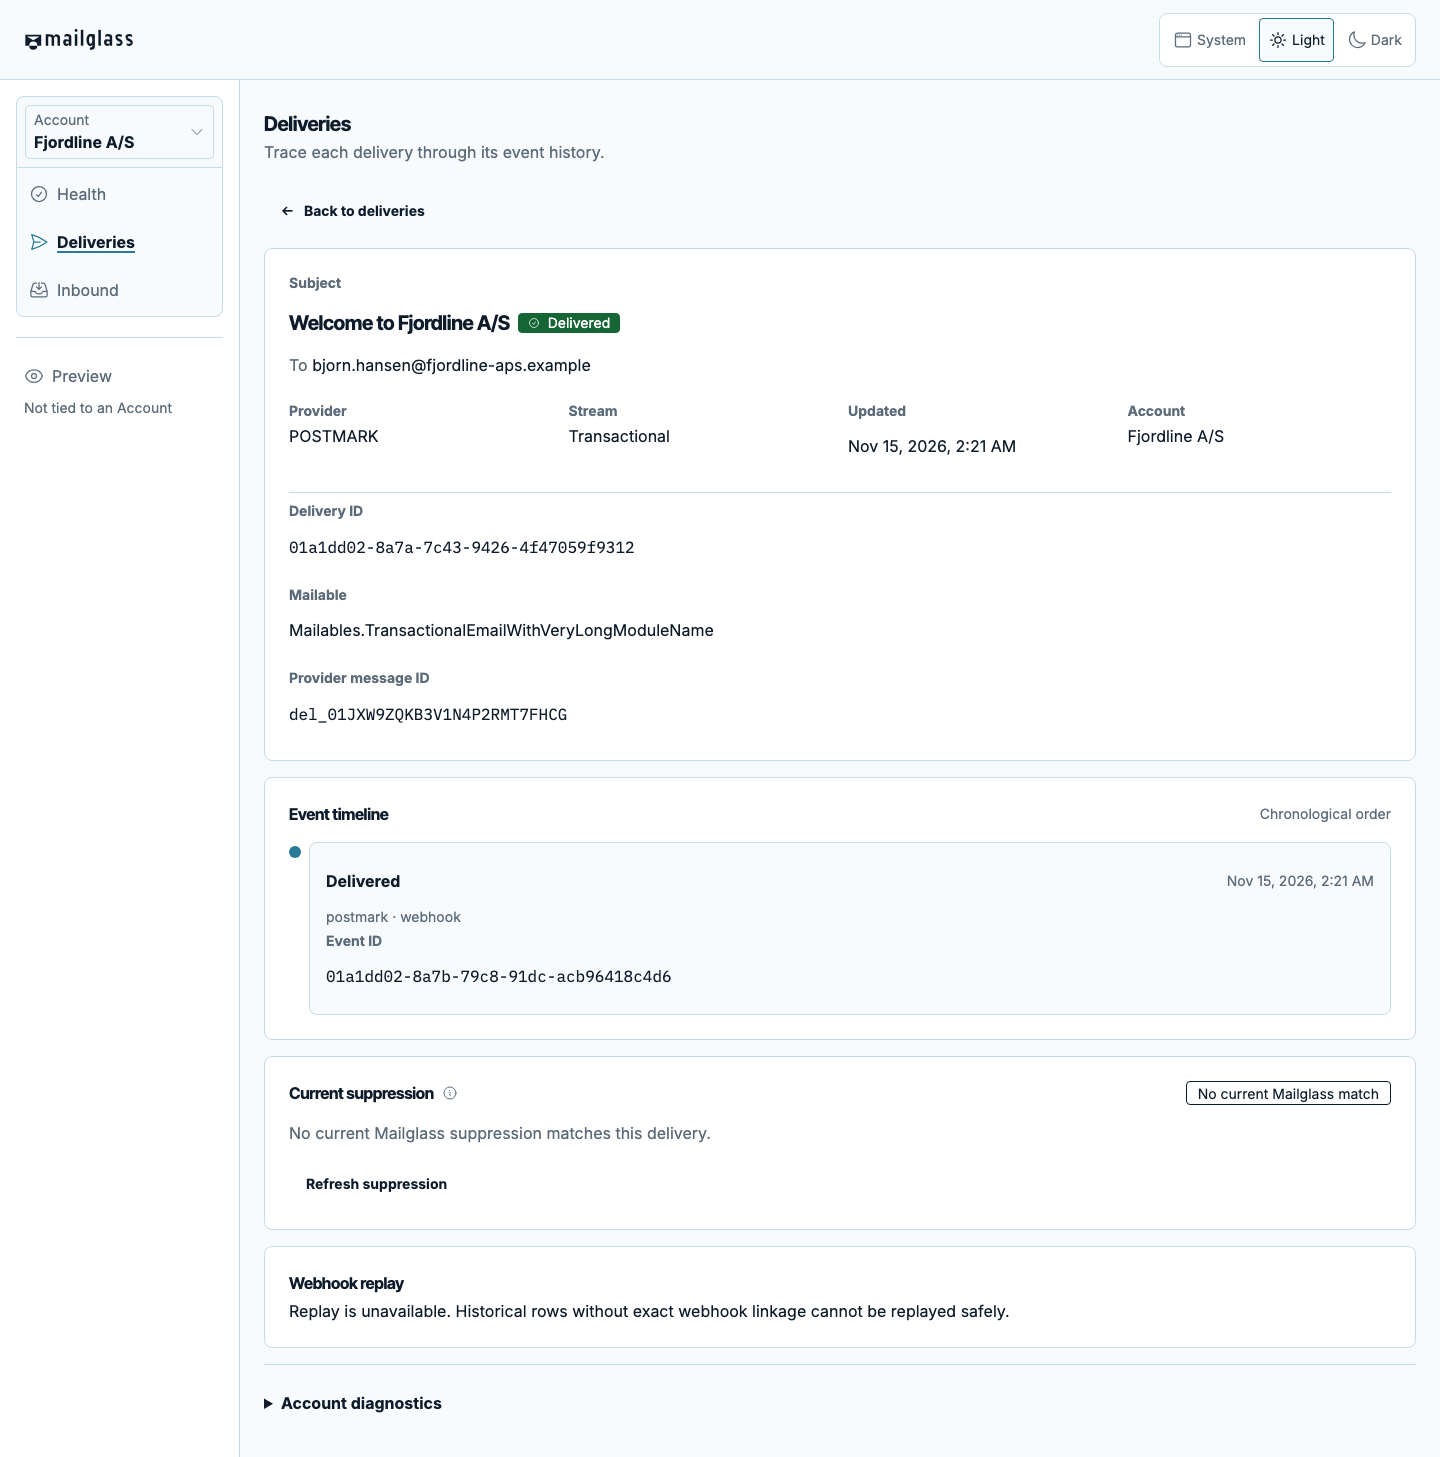 mailglass
System
Light
Dark
Account
Fjordline A/S
Health
Deliveries
Inbound
Preview
Not tied to an Account
Deliveries
Trace each delivery through its event history.
← Back to deliveries
Subject
Welcome to Fjordline A/S
Delivered
To bjorn.hansen@fjordline-aps.example
Provider
POSTMARK
Stream
Transactional
Updated
Nov 15, 2026, 2:21 AM
Account
Fjordline A/S
Delivery ID
01a1dd02-8a7a-7c43-9426-4f47059f9312
Mailable
Mailables.TransactionalEmailWithVeryLongModuleName
Provider message ID
del_01JXW9ZQKB3V1N4P2RMT7FHCG
Event timeline
Chronological order
Delivered
Nov 15, 2026, 2:21 AM
postmark · webhook
Event ID
01a1dd02-8a7b-79c8-91dc-acb96418c4d6
Current suppression
No current Mailglass match
No current Mailglass suppression matches this delivery.
Refresh suppression
Webhook replay
Replay is unavailable. Historical rows without exact webhook linkage cannot be replayed safely.
Account diagnostics